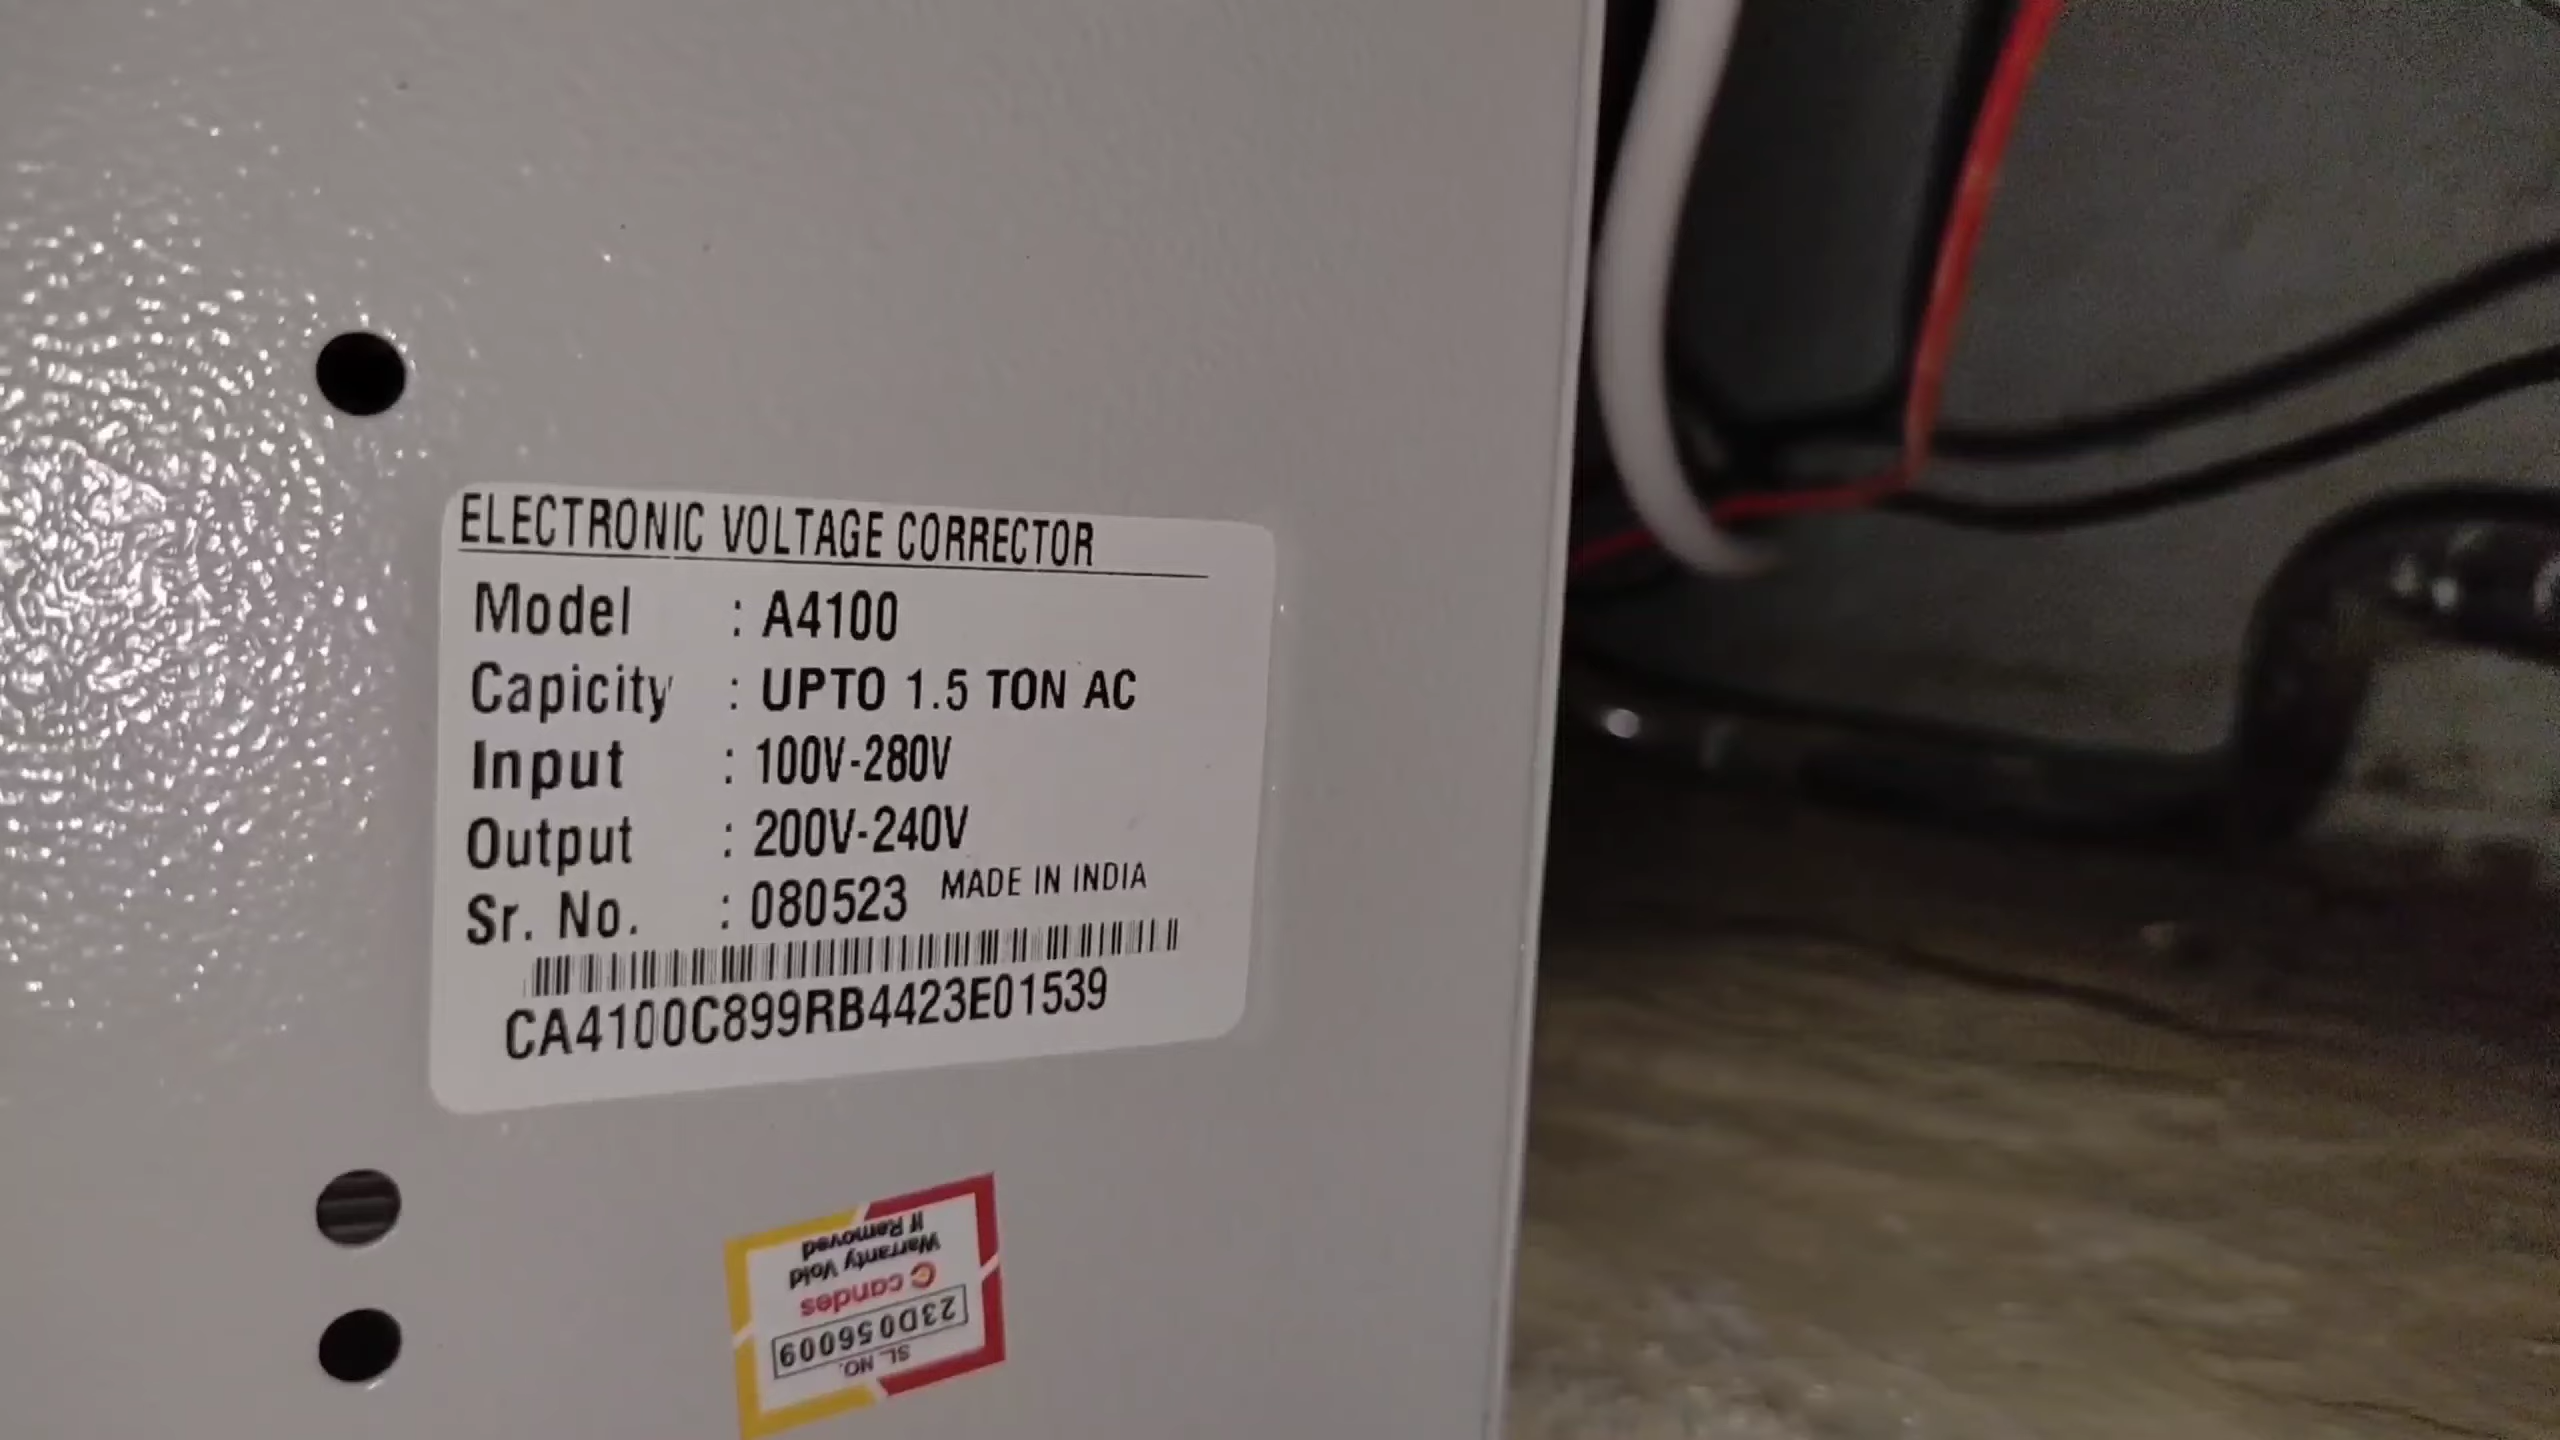 ELECTRONIC VOLTAGE CORRECTOR
Model : A4100
Capicity : UPTO 1.5 TON AC
Input : 100V-280V
Output : 200V-240V
Sr. No. : 080523 MADE IN INDIA
CA4100C899RB4423E01539
SL. NO.
23D056009
candes
Warranty Void
If Removed